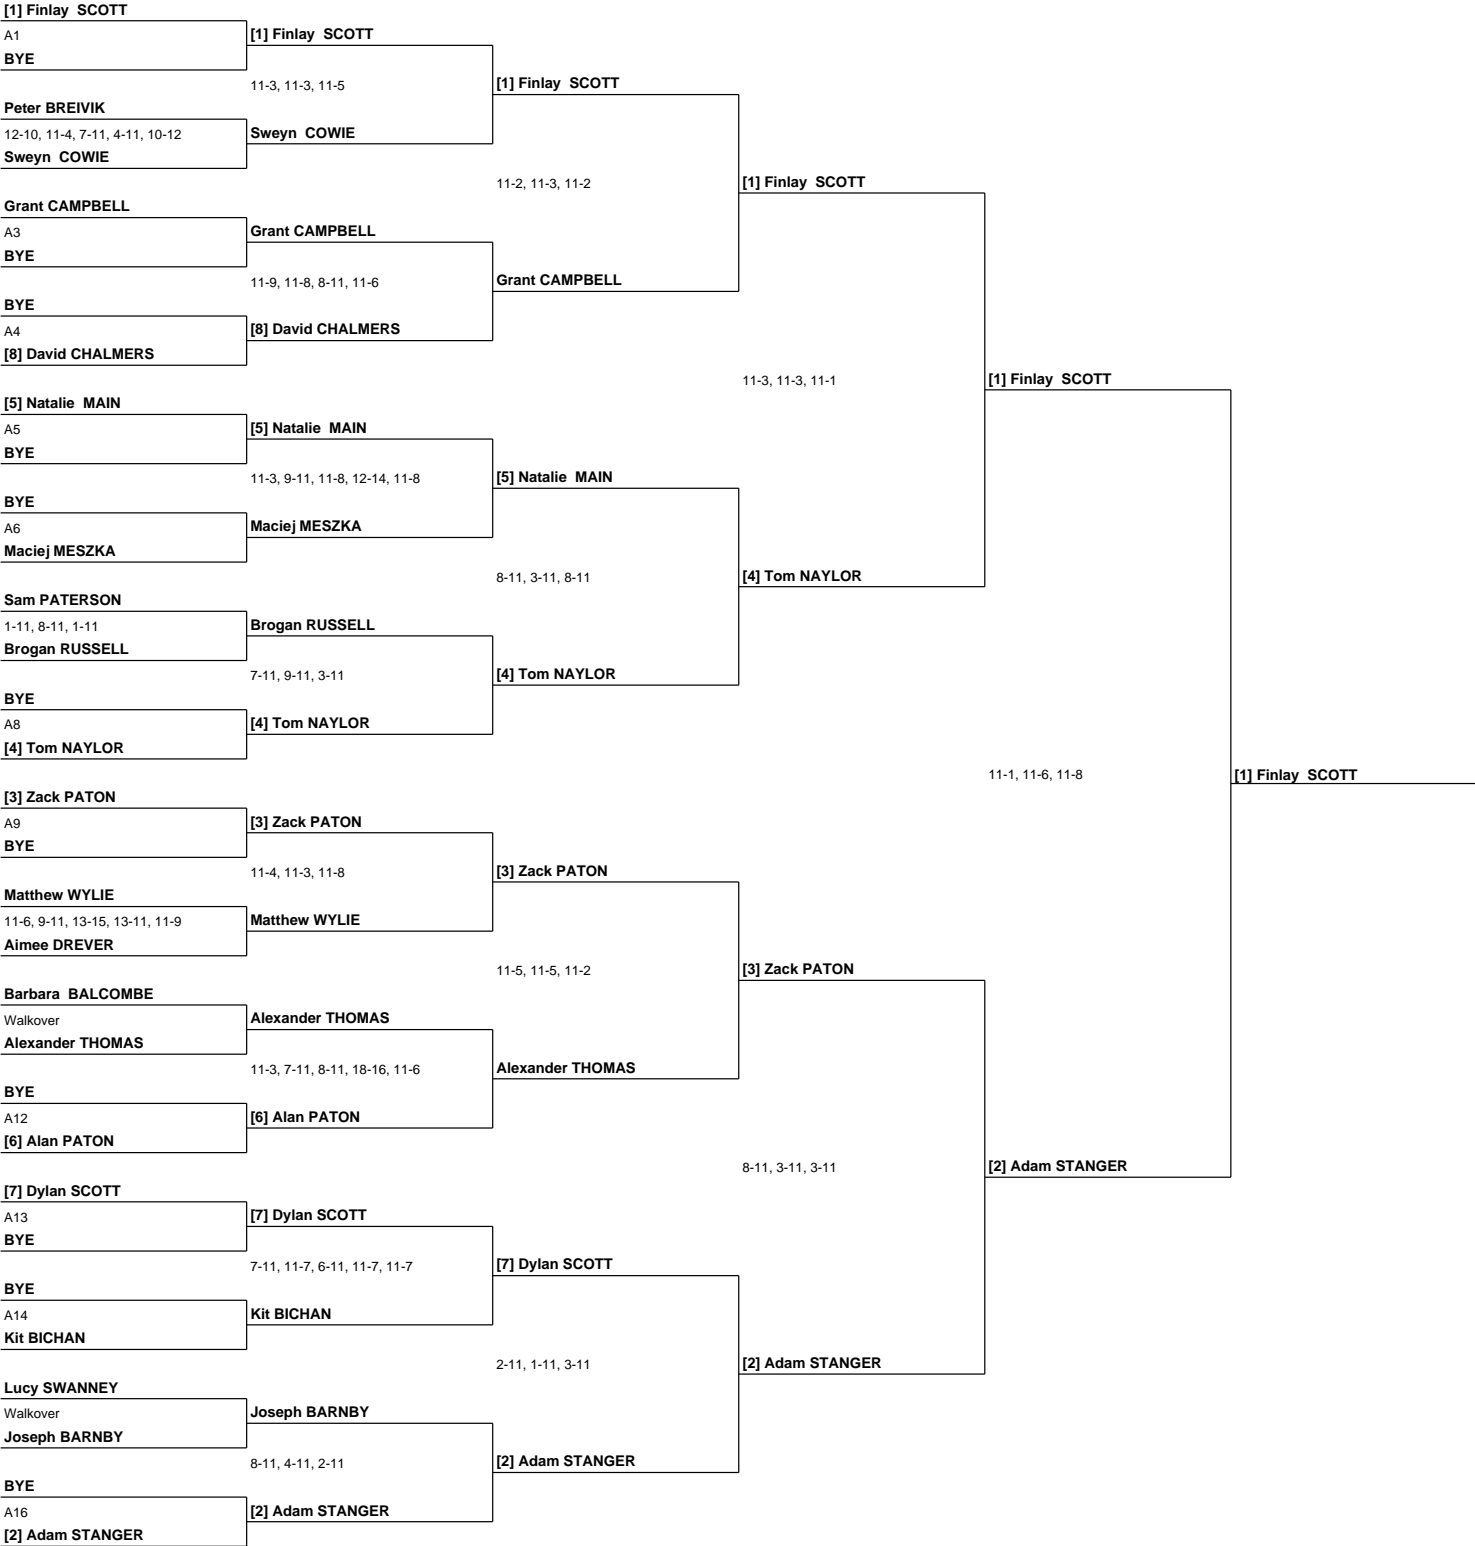 [1] Finlay  SCOTT
A1
BYE
[1] Finlay  SCOTT
11-3, 11-3, 11-5
[1] Finlay  SCOTT
Peter BREIVIK
12-10, 11-4, 7-11, 4-11, 10-12
Sweyn  COWIE
Sweyn  COWIE
11-2, 11-3, 11-2
[1] Finlay  SCOTT
Grant CAMPBELL
A3
BYE
Grant CAMPBELL
11-9, 11-8, 8-11, 11-6
Grant CAMPBELL
BYE
A4
[8] David CHALMERS
[8] David CHALMERS
11-3, 11-3, 11-1
[1] Finlay  SCOTT
[5] Natalie  MAIN
A5
BYE
[5] Natalie  MAIN
11-3, 9-11, 11-8, 12-14, 11-8
[5] Natalie  MAIN
BYE
A6
Maciej MESZKA
Maciej MESZKA
8-11, 3-11, 8-11
[4] Tom NAYLOR
Sam PATERSON
1-11, 8-11, 1-11
Brogan RUSSELL
Brogan RUSSELL
7-11, 9-11, 3-11
[4] Tom NAYLOR
BYE
A8
[4] Tom NAYLOR
[4] Tom NAYLOR
11-1, 11-6, 11-8
[1] Finlay  SCOTT
[3] Zack PATON
A9
BYE
[3] Zack PATON
11-4, 11-3, 11-8
[3] Zack PATON
Matthew WYLIE
11-6, 9-11, 13-15, 13-11, 11-9
Aimee DREVER
Matthew WYLIE
11-5, 11-5, 11-2
[3] Zack PATON
Barbara  BALCOMBE
Walkover
Alexander THOMAS
Alexander THOMAS
11-3, 7-11, 8-11, 18-16, 11-6
Alexander THOMAS
BYE
A12
[6] Alan PATON
[6] Alan PATON
8-11, 3-11, 3-11
[2] Adam STANGER
[7] Dylan SCOTT
A13
BYE
[7] Dylan SCOTT
7-11, 11-7, 6-11, 11-7, 11-7
[7] Dylan SCOTT
BYE
A14
Kit BICHAN
Kit BICHAN
2-11, 1-11, 3-11
[2] Adam STANGER
Lucy SWANNEY
Walkover
Joseph BARNBY
Joseph BARNBY
8-11, 4-11, 2-11
[2] Adam STANGER
BYE
A16
[2] Adam STANGER
[2] Adam STANGER